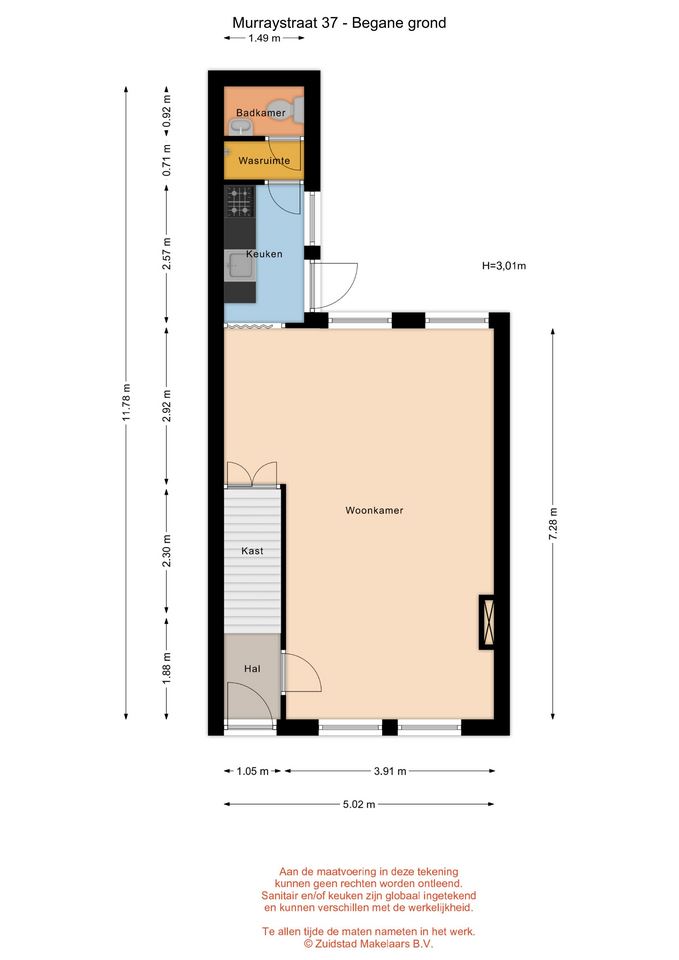 Murraystraat 37 - Begane grond
1.49 m
Badkamer
0.92 m
Wasruimte
0.71 m
Keuken
2.57 m
H=3,01m
11.78 m
2.92 m
Woonkamer
7.28 m
Kast
2.30 m
Hal
1.88 m
1.05 m
3.91 m
5.02 m
Aan de maatvoering in deze tekening
kunnen geen rechten worden ontleend.
Sanitair en/of keuken zijn globaal ingetekend
en kunnen verschillen met de werkelijkheid.
Te allen tijde de maten nameten in het werk.
© Zuidstad Makelaars B.V.